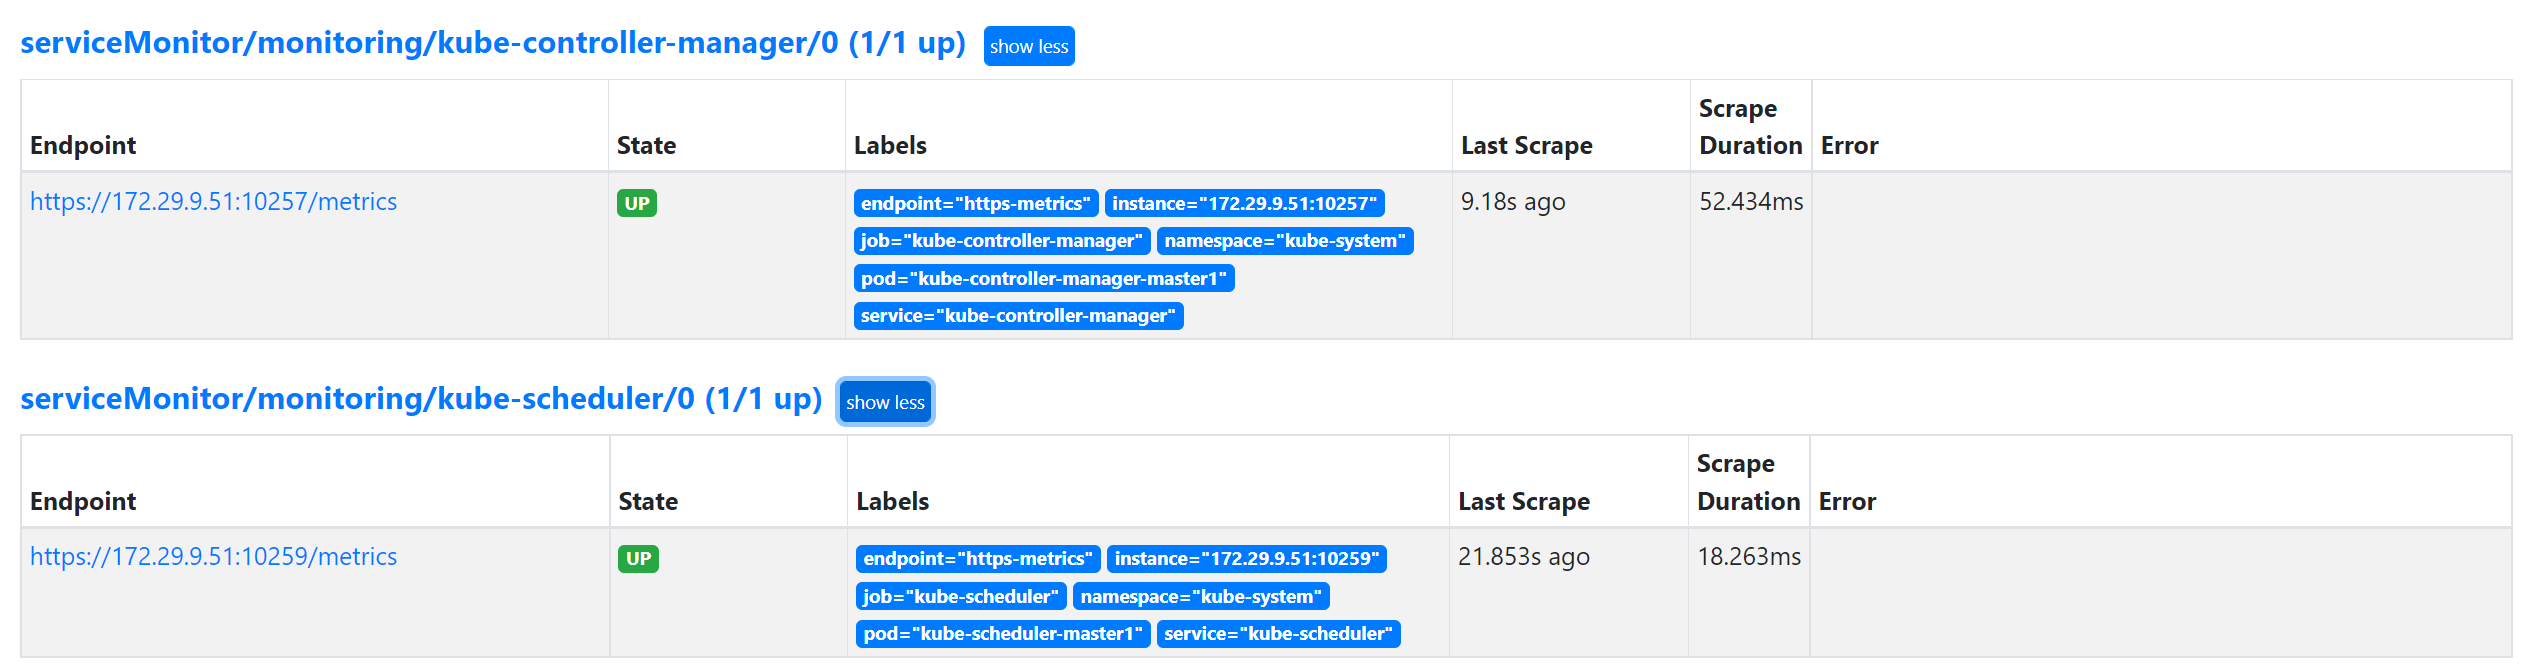 serviceMonitor/monitoring/kube-controller-manager/0 (1/1 up) show less
Endpoint State Labels Last Scrape Scrape Duration Error
https://172.29.9.51:10257/metrics UP endpoint="https-metrics" instance="172.29.9.51:10257" 9.18s ago 52.434ms
job="kube-controller-manager" namespace="kube-system"
pod="kube-controller-manager-master1"
service="kube-controller-manager"
serviceMonitor/monitoring/kube-scheduler/0 (1/1 up) show less
Endpoint State Labels Last Scrape Scrape Duration Error
https://172.29.9.51:10259/metrics UP endpoint="https-metrics" instance="172.29.9.51:10259" 21.853s ago 18.263ms
job="kube-scheduler" namespace="kube-system"
pod="kube-scheduler-master1" service="kube-scheduler"